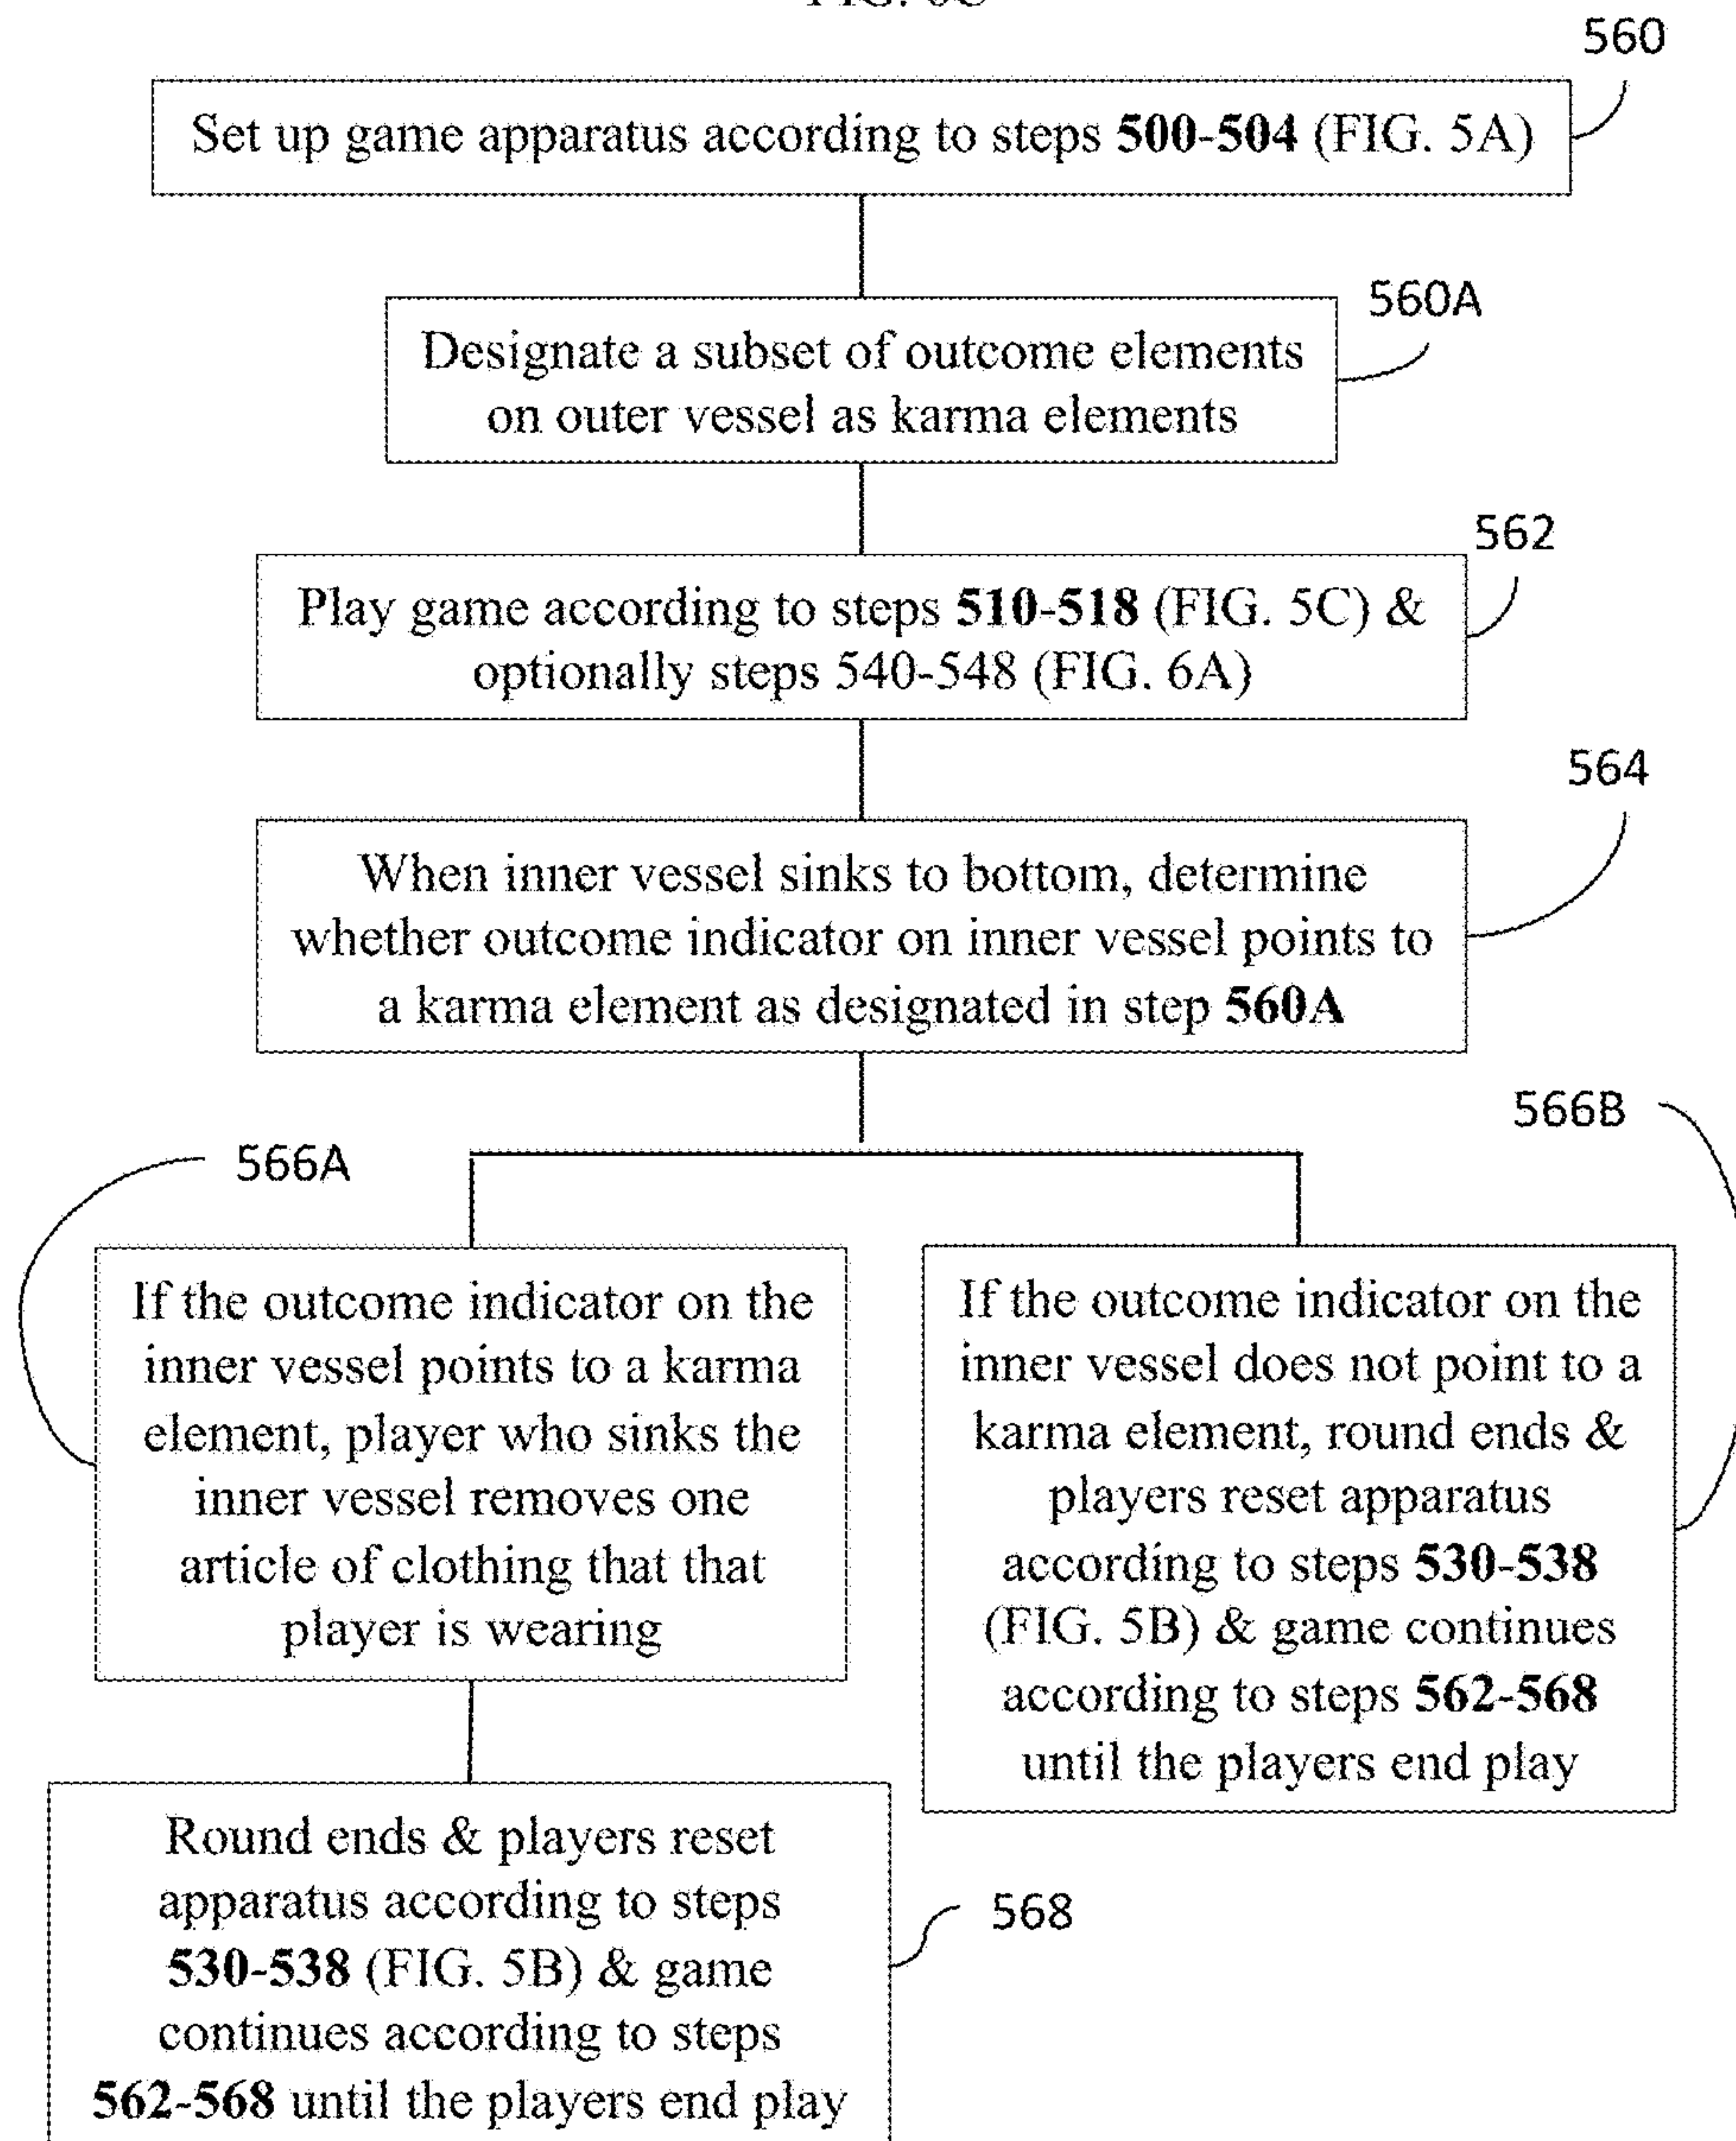 560
Set up game apparatus according to steps 500-504 (FIG. 5A)
560A
Designate a subset of outcome elements
on outer vessel as karma elements
562
Play game according to steps 510-518 (FIG. 5C) &
optionally steps 540-548 (FIG. 6A)
564
When inner vessel sinks to bottom, determine
whether outcome indicator on inner vessel points to
a karma element as designated in step 560A
566A
If the outcome indicator on the
inner vessel points to a karma
element, player who sinks the
inner vessel removes one
article of clothing that that
player is wearing
566B
If the outcome indicator on the
inner vessel does not point to a
karma element, round ends &
players reset apparatus
according to steps 530-538
(FIG. 5B) & game continues
according to steps 562-568
until the players end play
Round ends & players reset
apparatus according to steps
530-538 (FIG. 5B) & game
continues according to steps
562-568 until the players end play
568